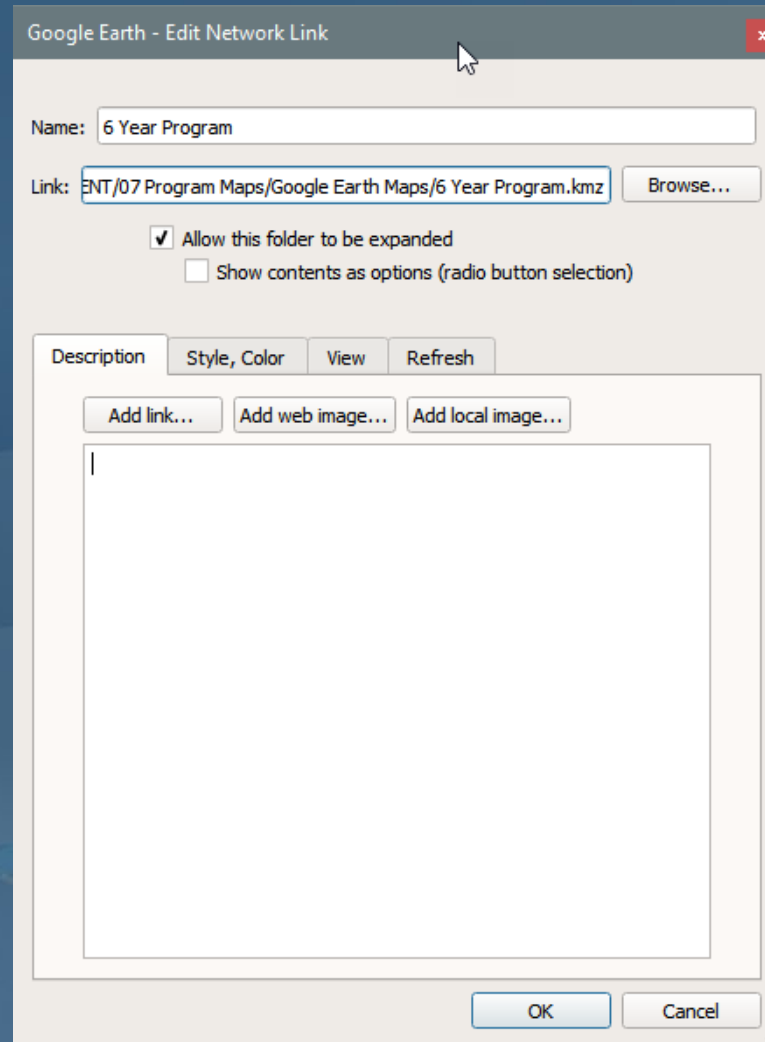 Google Earth - Edit Network Link
Name: 6 Year Program
Link: ENT/07 Program Maps/Google Earth Maps/6 Year Program.kmz Browse...
Allow this folder to be expanded
Show contents as options (radio button selection)
Description Style, Color View Refresh
Add link... Add web image... Add local image...
OK Cancel